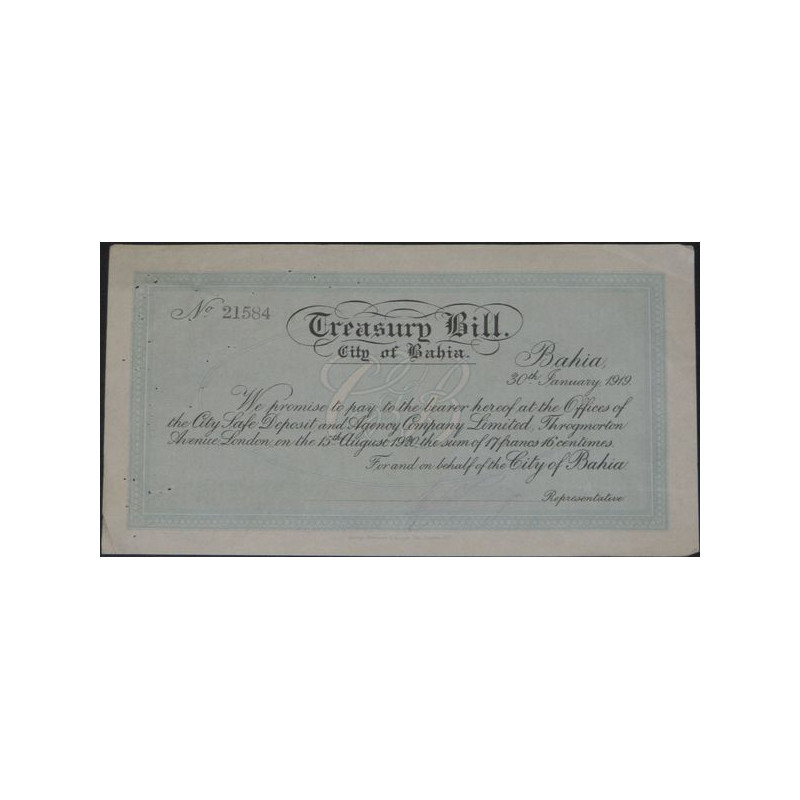 No 21584
Treasury Bill.
City of Bahia.
CB
Bahia,
30th January, 1919.
We promise to pay to the bearer hereof at the Offices of
the City Safe Deposit and Agency Company Limited, Throgmorton
Avenue, London, on the 15th August 1920, the sum of 17 francs 16 centimes.
For and on behalf of the City of Bahia
Representative